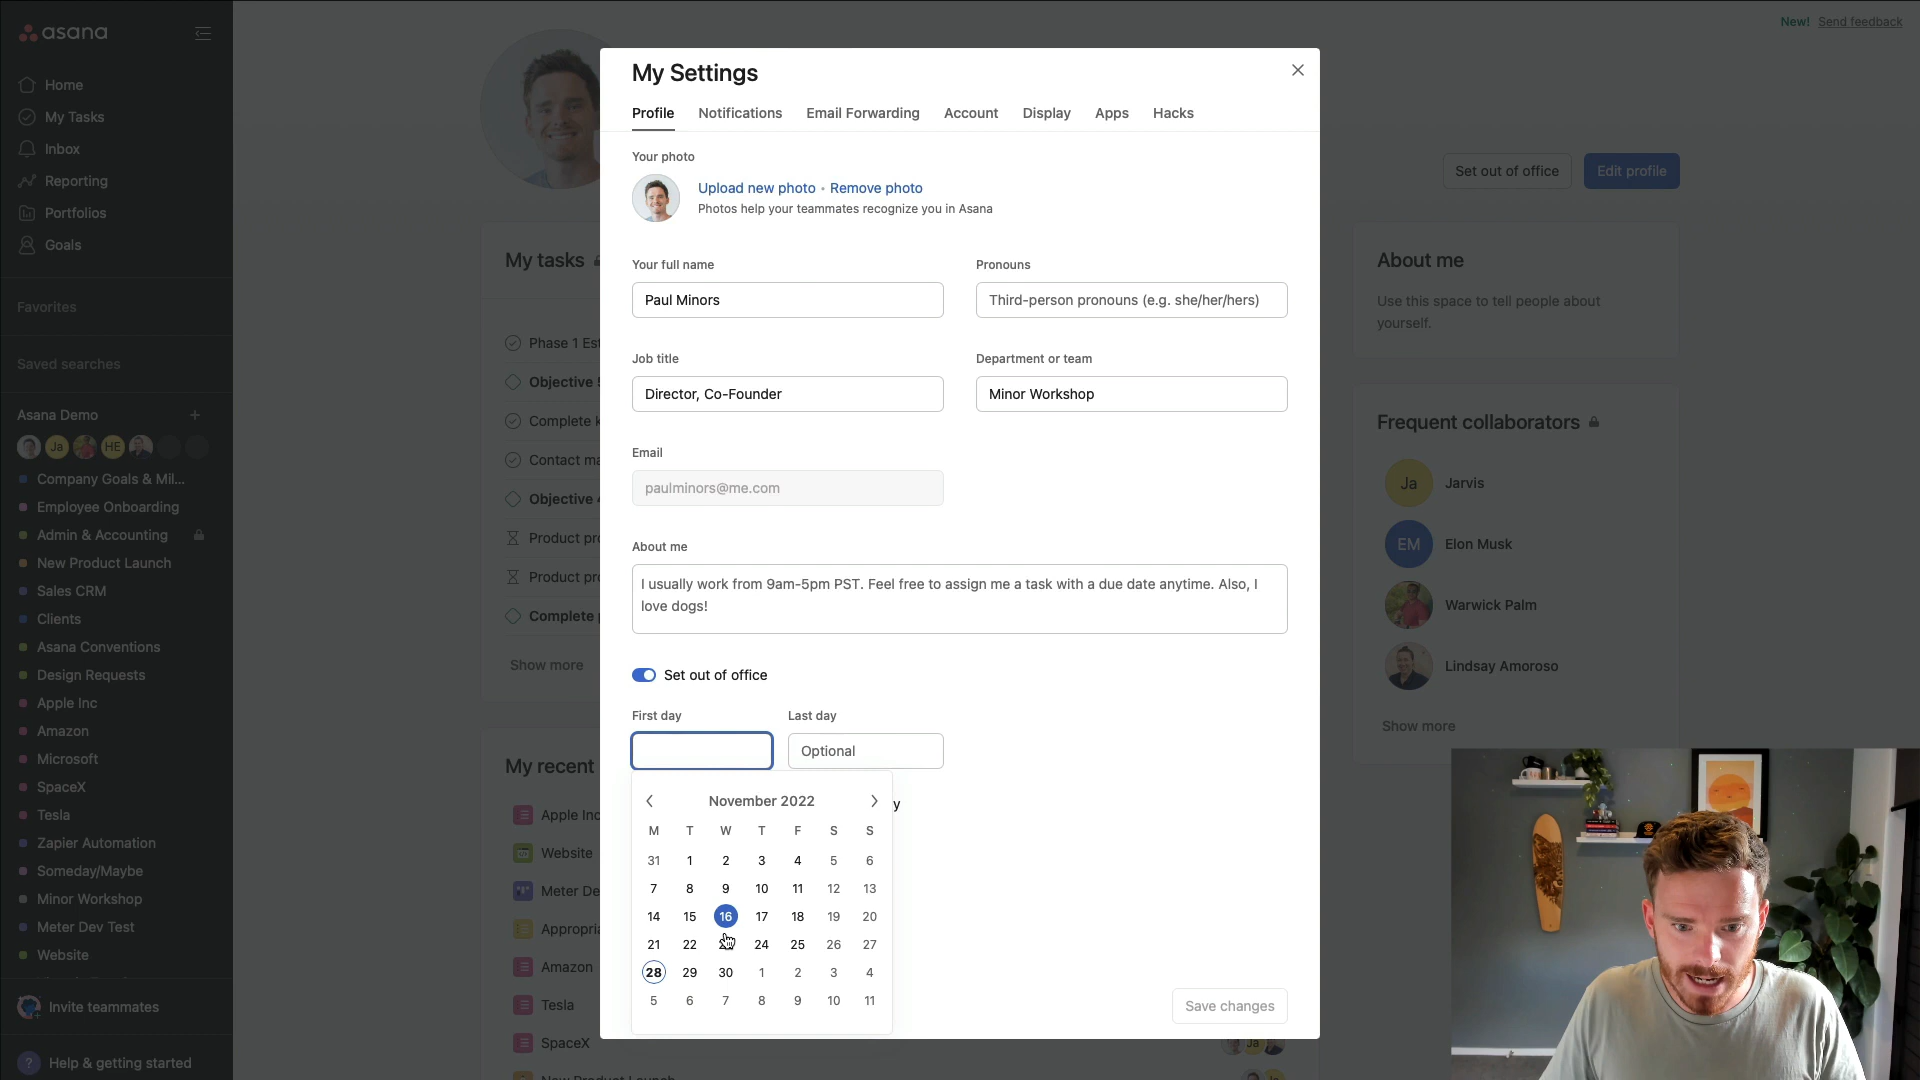 asana
Home
My Tasks
Inbox
Reporting
Portfolios
Goals
Favorites
Saved searches
Asana Demo
Ja
HE
Company Goals & Mil...
Employee Onboarding
Admin & Accounting
New Product Launch
Sales CRM
Clients
Asana Conventions
Design Requests
Apple Inc
Amazon
Microsoft
SpaceX
Tesla
Zapier Automation
Someday/Maybe
Minor Workshop
Meter Dev Test
Website
Invite teammates
? Help & getting started
My tasks
Phase 1 Est
Objective
Complete k
Contact ma
Objective
Product pro
Product pro
Complete p
Show more
My recent
Apple Inc
Website
Meter De
Appropria
Amazon
Tesla
SpaceX
New Product Launch
My Settings
Profile Notifications Email Forwarding Account Display Apps Hacks
Your photo
Upload new photo • Remove photo
Photos help your teammates recognize you in Asana
Your full name
Paul Minors
Pronouns
Third-person pronouns (e.g. she/her/hers)
Job title
Director, Co-Founder
Department or team
Minor Workshop
Email
paulminors@me.com
About me
I usually work from 9am-5pm PST. Feel free to assign me a task with a due date anytime. Also, I
love dogs!
Set out of office
First day
Last day
Optional
y
November 2022
M T W T F S S
31 1 2 3 4 5 6
7 8 9 10 11 12 13
14 15 16 17 18 19 20
21 22 24 25 26 27
28 29 30 1 2 3 4
5 6 7 8 9 10 11
Save changes
Ja
New! Send feedback
Set out of office
Edit profile
About me
Use this space to tell people about
yourself.
Frequent collaborators
Ja Jarvis
EM Elon Musk
Warwick Palm
Lindsay Amoroso
Show more